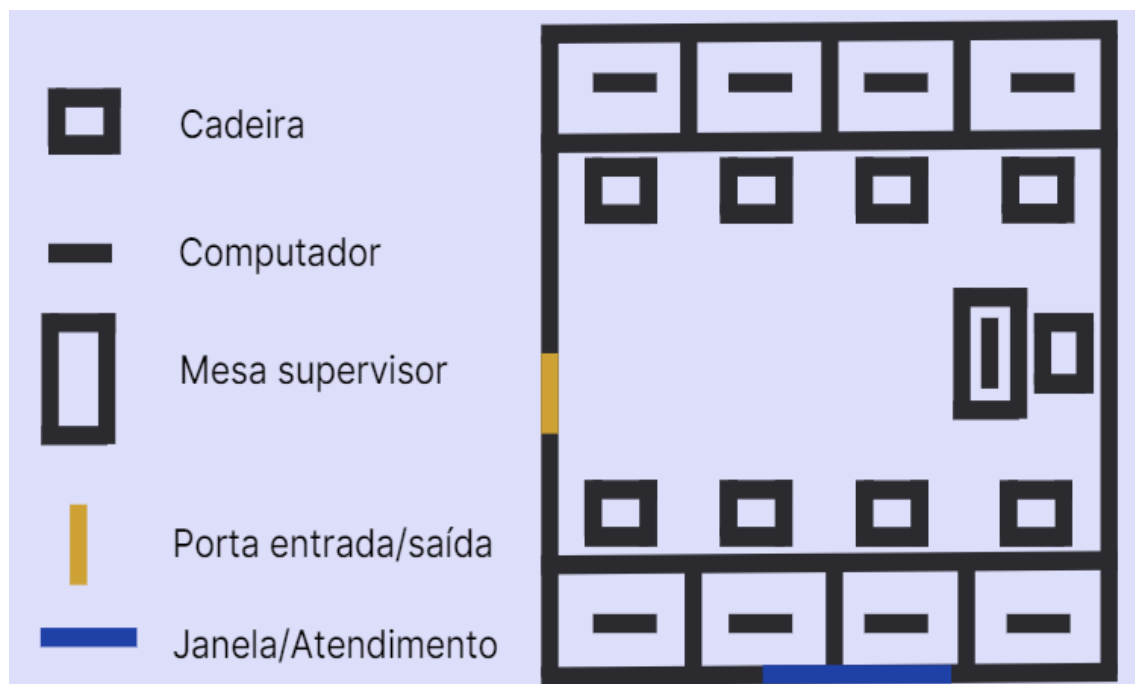 Cadeira
Computador
Mesa supervisor
Porta entrada/saída
Janela/Atendimento